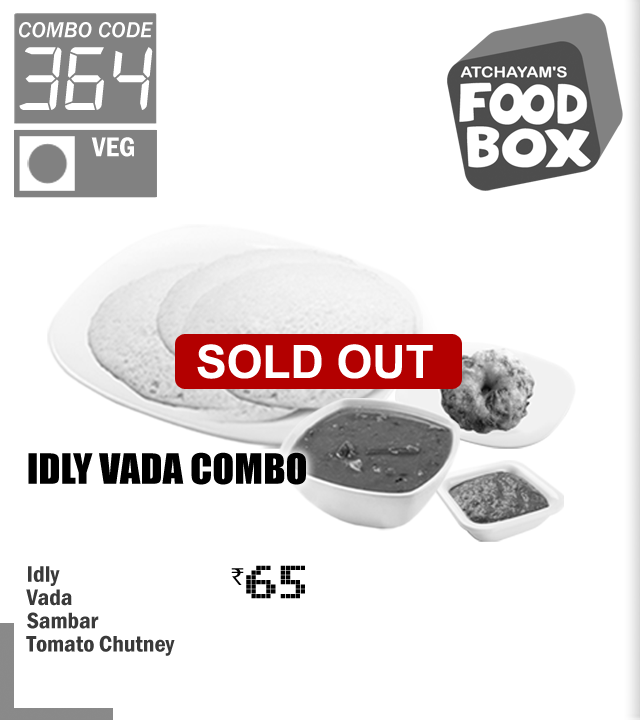 COMBO CODE
364
VEG
ATCHAYAM'S
FOOD
BOX
SOLD OUT
IDLY VADA COMBO
Idly
Vada
Sambar
Tomato Chutney
₹65